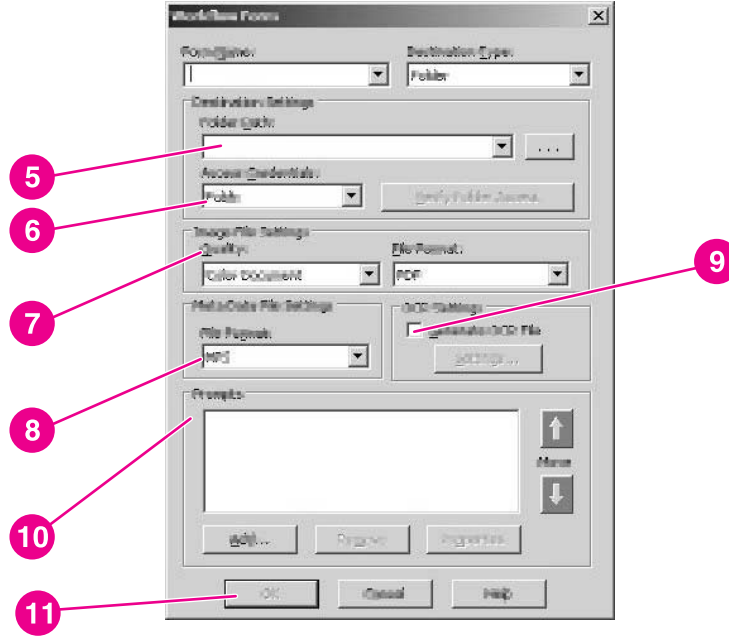 Workflow Form
Form Name:
Destination Type:
Folder
Destination Settings
Folder Path:
...
5
Access Credentials:
Public
Verify Folder Access
6
Image File Settings
Quality:
File Format:
Color Document
PDF
7
9
MetaData File Settings
OCR Settings
File Format:
Generate OCR File
HPS
Settings...
8
Prompts
Move
10
Add...
Remove
Properties
OK
Cancel
Help
11